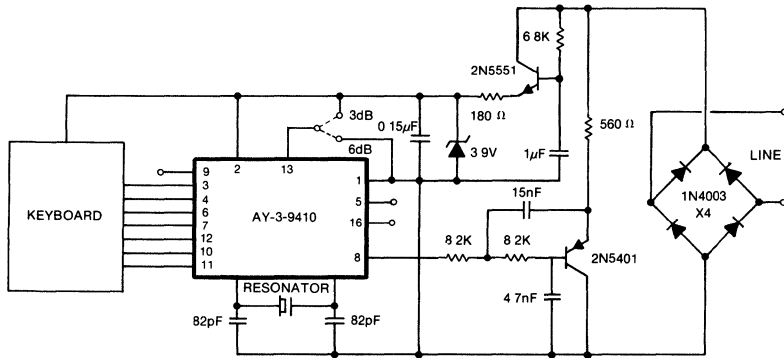 6 8K
2N5551
3dB
180 Ω
560 Ω
0 15µF
6dB
3 9V
1µF
LINE
2
13
9
3
4
6
7
12
10
11
1
5
16
8
KEYBOARD
AY-3-9410
15nF
1N4003
X4
8 2K
8 2K
2N5401
RESONATOR
4 7nF
82pF
82pF